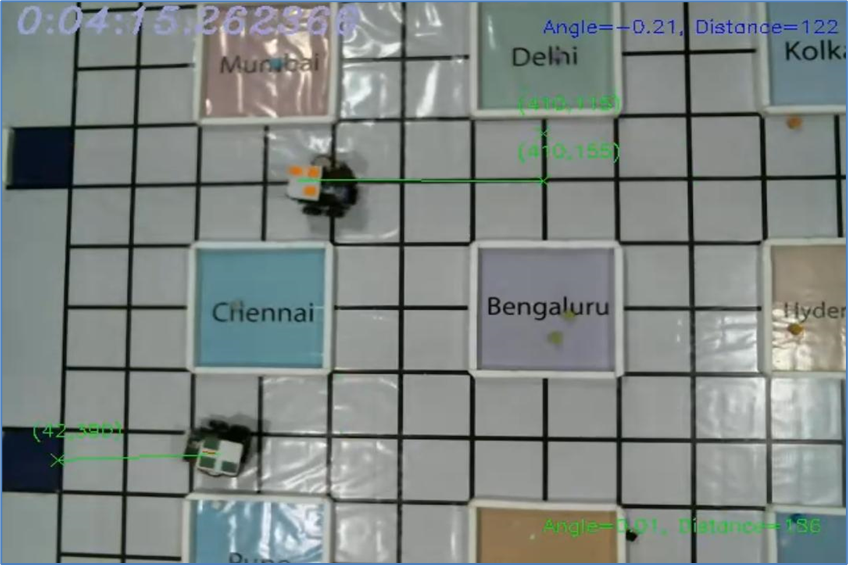 0:04:15.262366
Angle=-0.21, Distance=122
Mumbai
Delhi
(410,155)
Chennai
Bengaluru
Angle=0.01, Distance=186